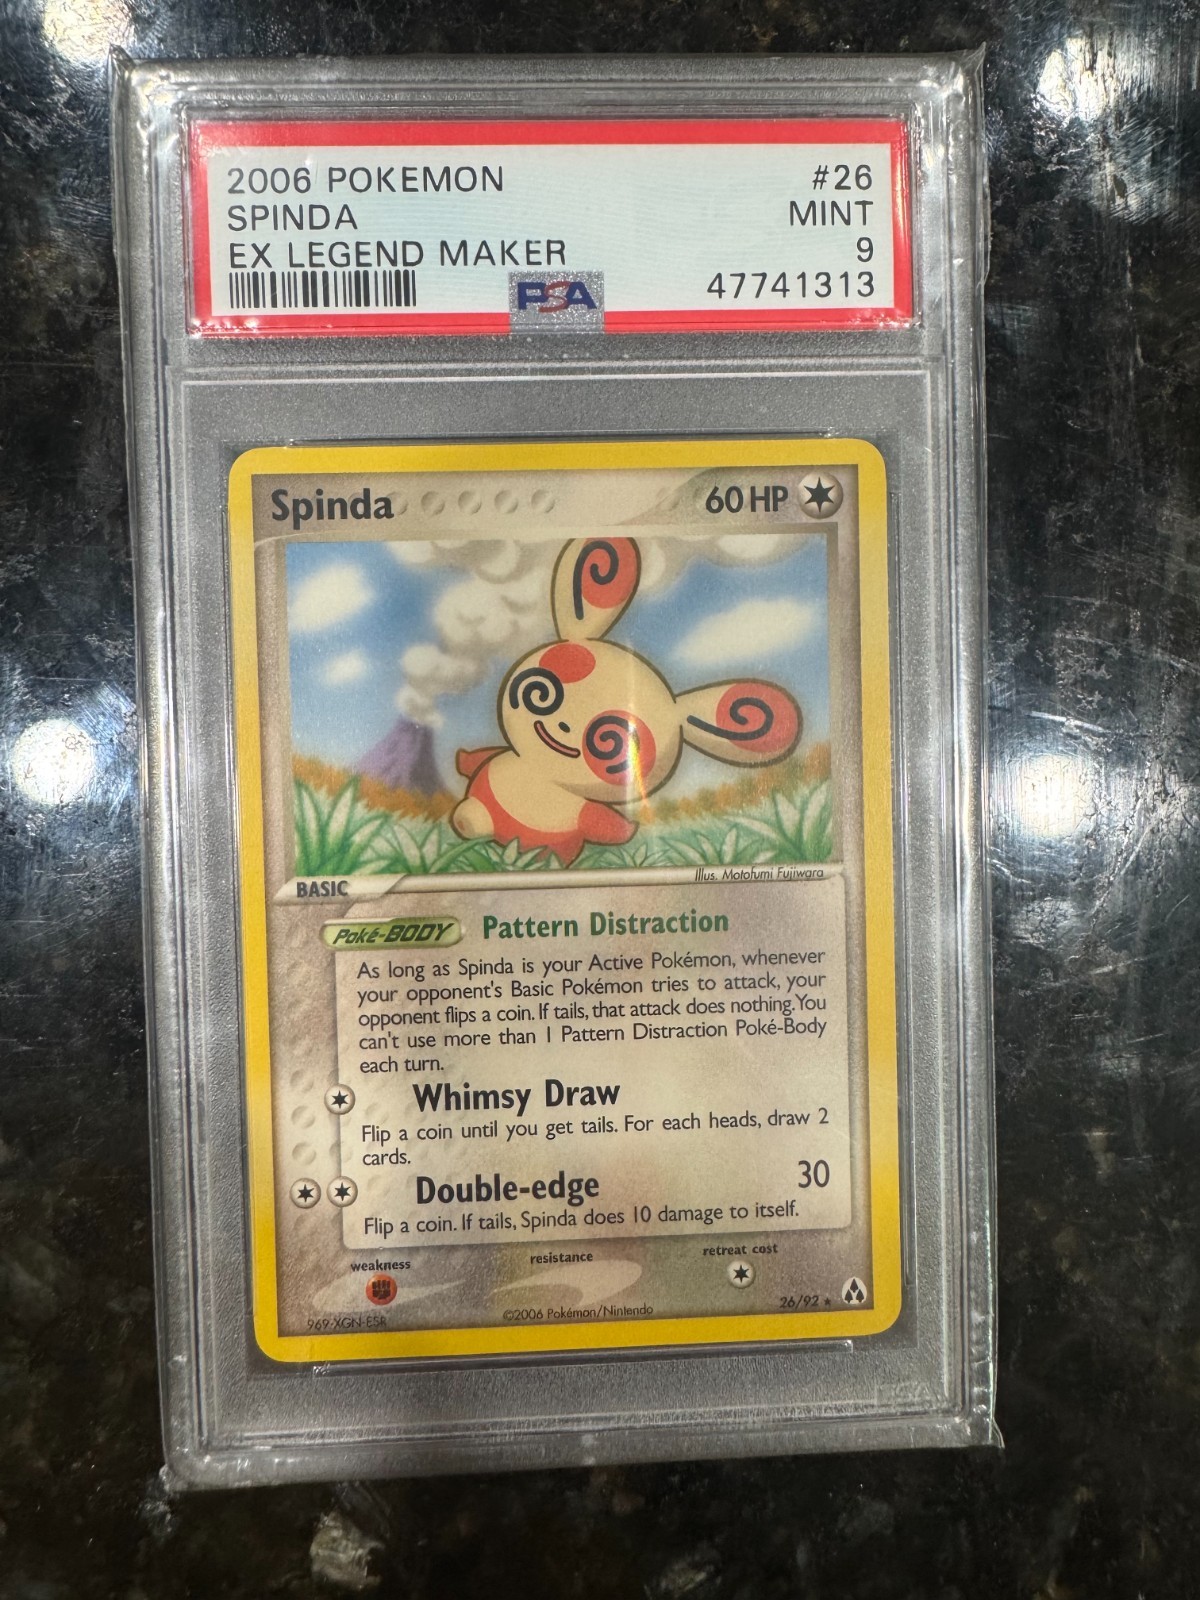 2006 POKEMON #26
SPINDA MINT
EX LEGEND MAKER 9
PSA 47741313
Spinda 60 HP
Illus. Motofumi Fujiwara
BASIC
Poké-BODY Pattern Distraction
As long as Spinda is your Active Pokémon, whenever
your opponent's Basic Pokémon tries to attack, your
opponent flips a coin. If tails, that attack does nothing. You
can't use more than 1 Pattern Distraction Poké-Body
each turn.
Whimsy Draw
Flip a coin until you get tails. For each heads, draw 2
cards.
Double-edge 30
Flip a coin. If tails, Spinda does 10 damage to itself.
weakness resistance retreat cost
26/92 ★
969-XGN-ESR ©2006 Pokémon/Nintendo